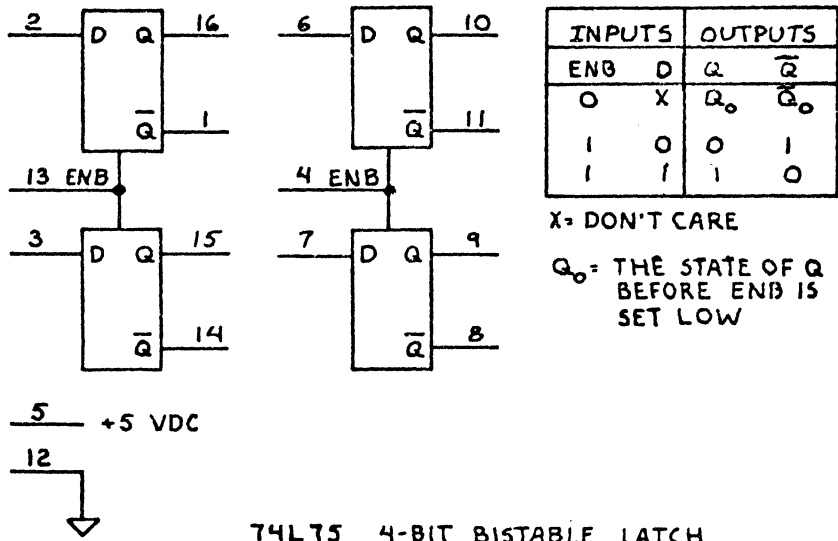 2 D Q 16
Q̅ 1
13 ENB
3 D Q 15
Q̅ 14
6 D Q 10
Q̅ 11
4 ENB
7 D Q 9
Q̅ 8
5 +5 VDC
12
INPUTS OUTPUTS
ENB D Q Q̅
0 X Q₀ Q̅₀
1 0 0 1
1 1 1 0
X= DON'T CARE
Q₀= THE STATE OF Q
BEFORE ENB IS
SET LOW
74L75 4-BIT BISTABLE LATCH